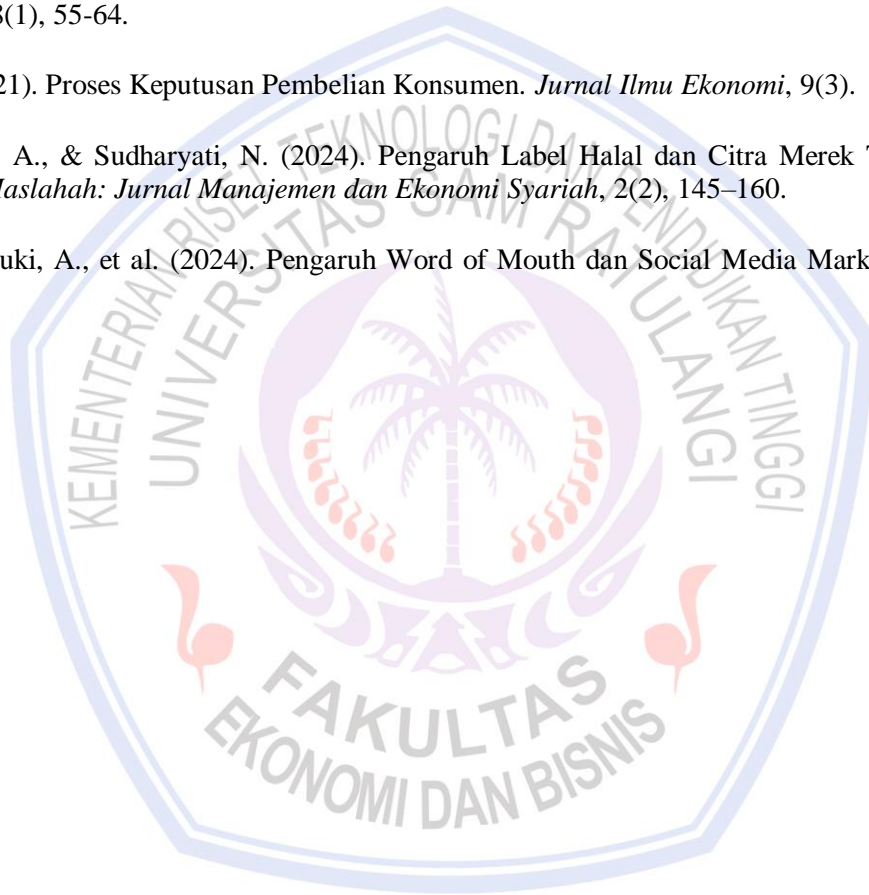 8(1), 55-64.
21). Proses Keputusan Pembelian Konsumen. Jurnal Ilmu Ekonomi, 9(3).
A., & Sudharyati, N. (2024). Pengaruh Label Halal dan Citra Merek
Maslahah: Jurnal Manajemen dan Ekonomi Syariah, 2(2), 145–160.
uki, A., et al. (2024). Pengaruh Word of Mouth dan Social Media Mark
KEMENTERIAN RISET TEKNOLOGI DAN PENDIDIKAN TINGGI
UNIVERSITAS SAM RATULANGI
FAKULTAS
EKONOMI DAN BISNIS